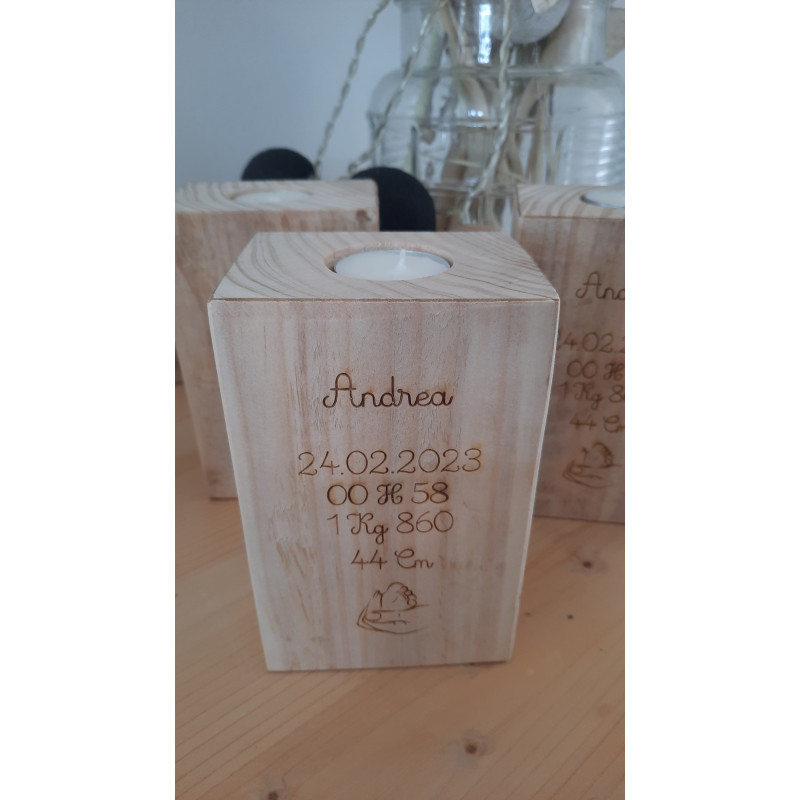 Andrea
24.02.2023
00 H 58
1 Kg 860
44 Cm